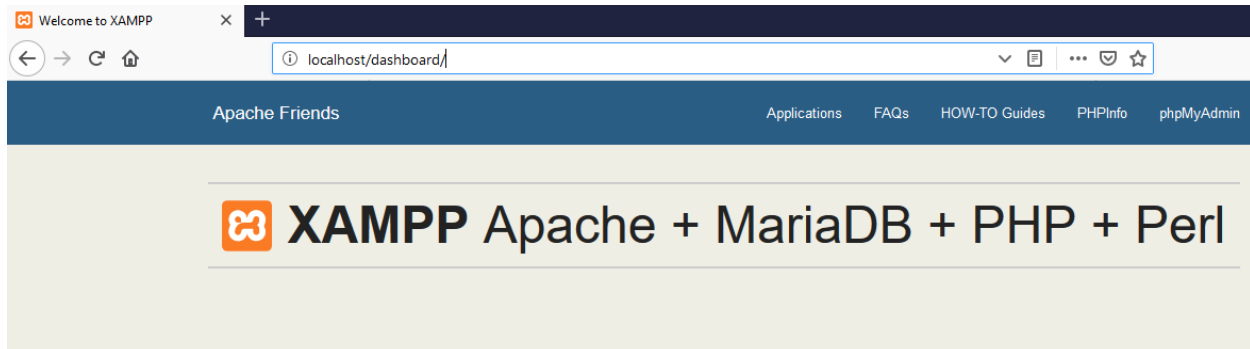 Welcome to XAMPP
localhost/dashboard/
Apache Friends Applications FAQs HOW-TO Guides PHPInfo phpMyAdmin
XAMPP Apache + MariaDB + PHP + Perl